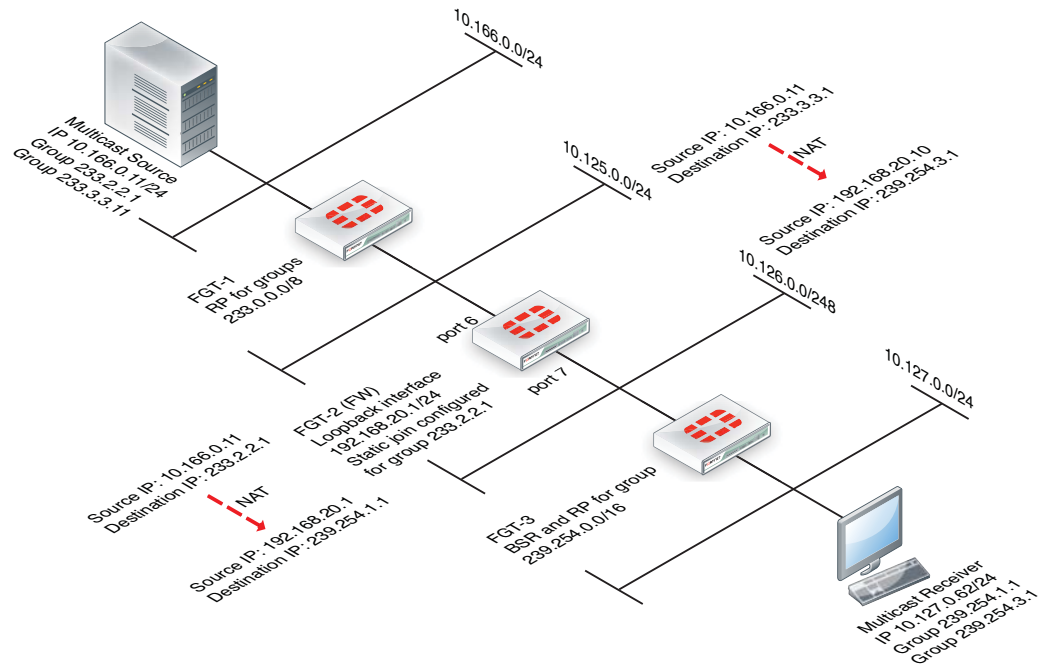 10.166.0.0/24
Multicast Source
IP 10.166.0.11/24
Group 233.2.2.1
Group 233.3.3.11
10.125.0.0/24
Source IP: 10.166.0.11
Destination IP: 233.3.3.1
NAT
Source IP: 192.168.20.10
Destination IP: 239.254.3.1
FGT-1
RP for groups
233.0.0.0/8
10.126.0.0/248
port 6
port 7
FGT-2 (FW)
Loopback interface
192.168.20.1/24
Static join configured
for group 233.2.2.1
10.127.0.0/24
Source IP: 10.166.0.11
Destination IP: 233.2.2.1
NAT
Source IP: 192.168.20.1
Destination IP: 239.254.1.1
FGT-3
BSR and RP for group
239.254.0.0/16
Multicast Receiver
IP 10.127.0.62/24
Group 239.254.1.1
Group 239.254.3.1